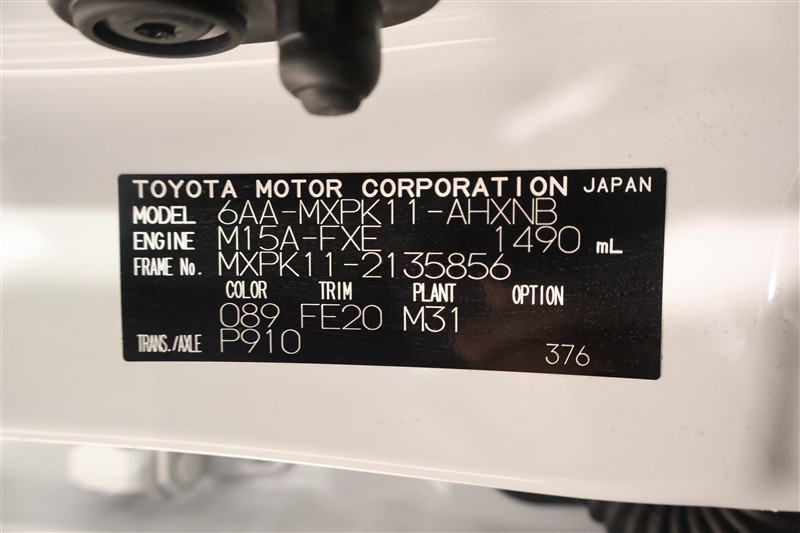 TOYOTA MOTOR CORPORATION JAPAN
MODEL 6AA-MXPK11-AHXNB
ENGINE M15A-FXE 1490 mL
FRAME No. MXPK11-2135856
COLOR TRIM PLANT OPTION
089 FE20 M31
TRANS./AXLE P910
376